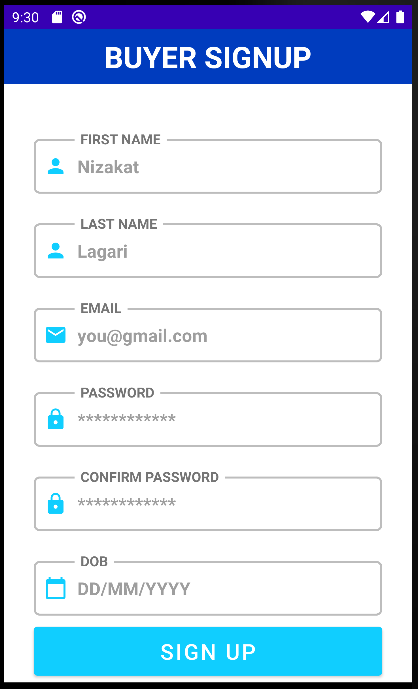 9:30
BUYER SIGNUP
FIRST NAME
Nizakat
LAST NAME
Lagari
EMAIL
you@gmail.com
PASSWORD
************
CONFIRM PASSWORD
************
DOB
DD/MM/YYYY
SIGN UP